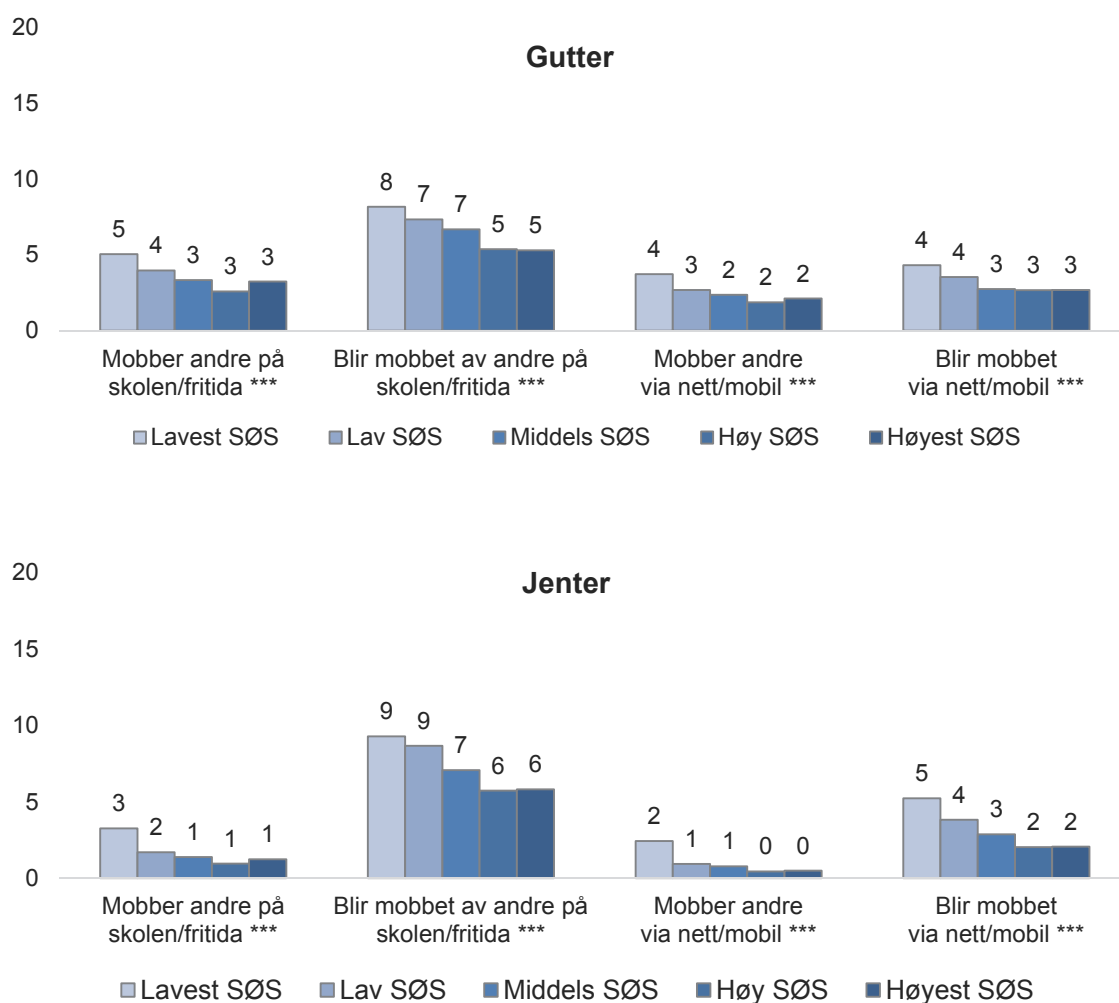 Gutter
20
15
10
5
0
5 4 3 3 3
8 7 7 5 5
4 3 2 2 2
4 4 3 3 3
Mobber andre på
skolen/fritida ***
Blir mobbet av andre på
skolen/fritida ***
Mobber andre
via nett/mobil ***
Blir mobbet
via nett/mobil ***
Lavest SØS Lav SØS Middels SØS Høy SØS Høyest SØS
Jenter
20
15
10
5
0
3 2 1 1 1
9 9 7 6 6
2 1 1 0 0
5 4 3 2 2
Mobber andre på
skolen/fritida ***
Blir mobbet av andre på
skolen/fritida ***
Mobber andre
via nett/mobil ***
Blir mobbet
via nett/mobil ***
Lavest SØS Lav SØS Middels SØS Høy SØS Høyest SØS